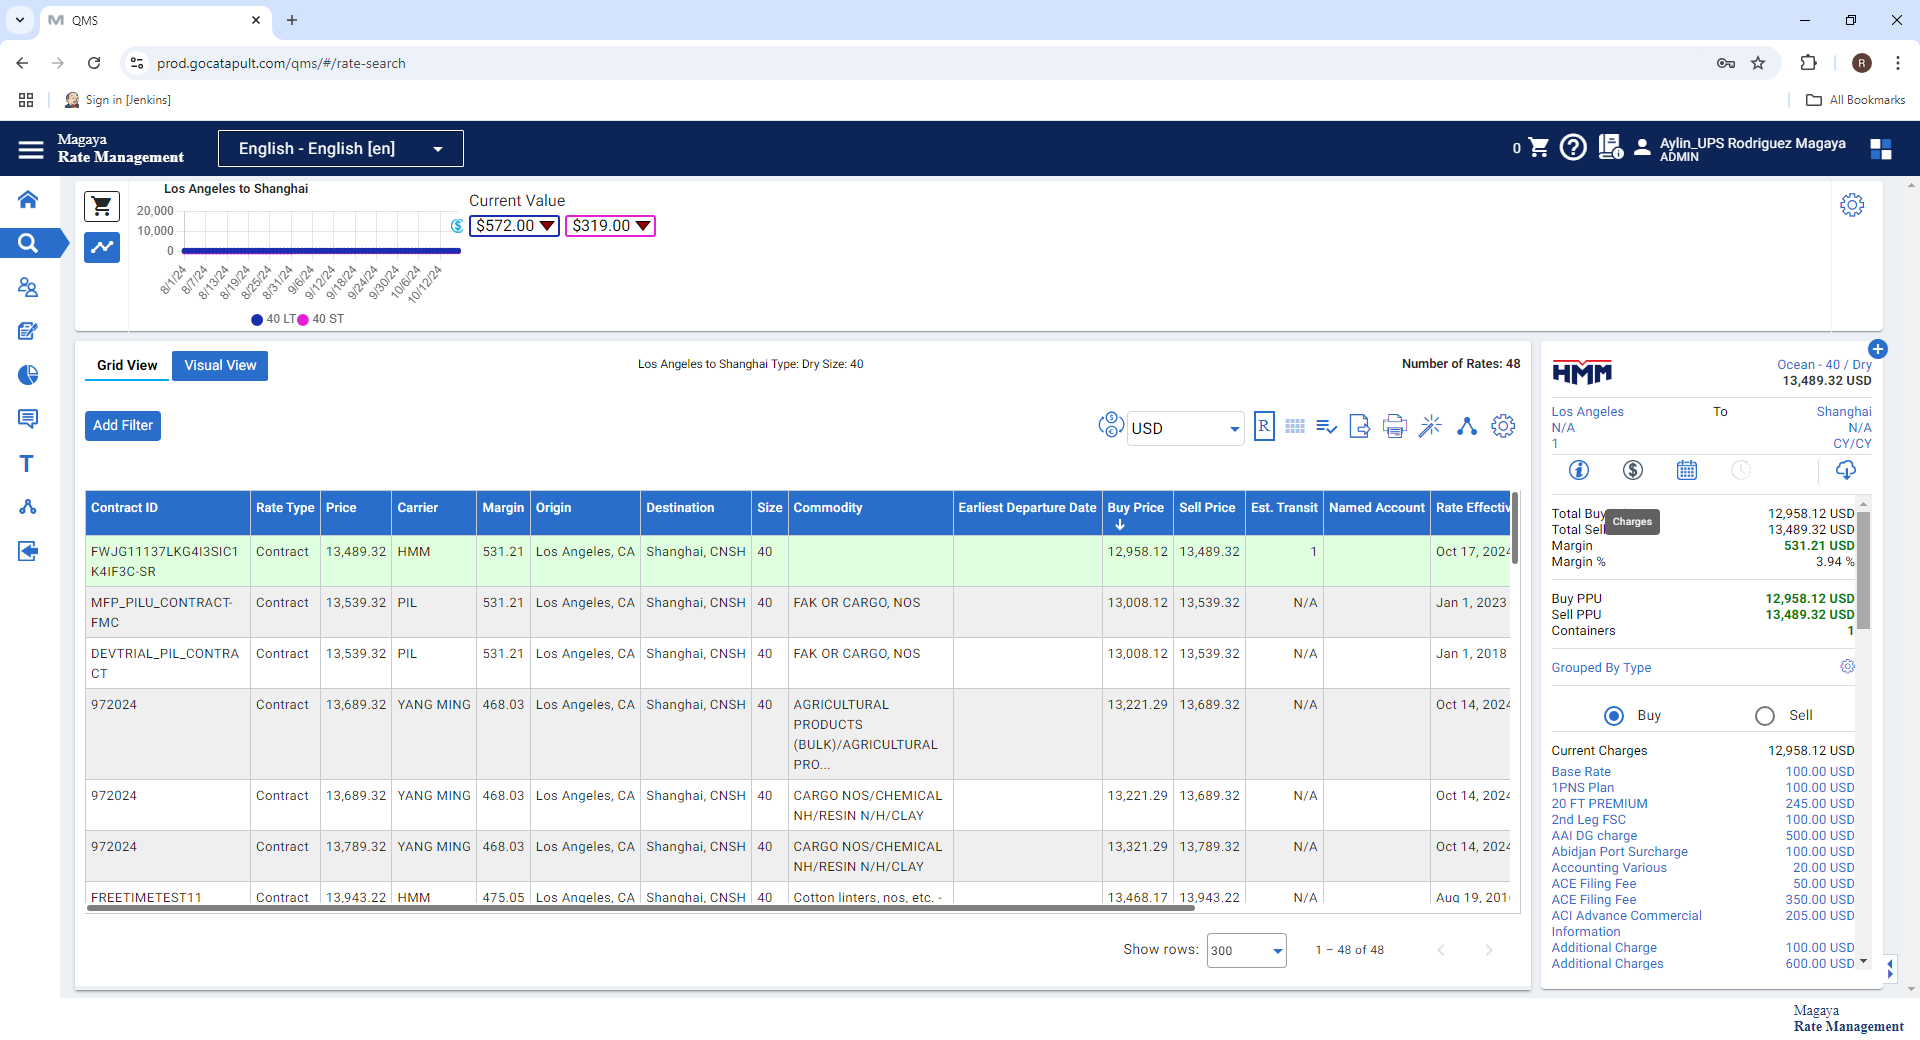 QMS
prod.gocatapult.com/qms/#/rate-search
R
Sign in [Jenkins]
All Bookmarks
Magaya
Rate Management
English - English [en]
0
Aylin_UPS Rodriguez Magaya
ADMIN
Los Angeles to Shanghai
20,000
10,000
0
8/1/24 8/7/24 8/13/24 8/19/24 8/25/24 8/31/24 9/6/24 9/12/24 9/18/24 9/24/24 9/30/24 10/6/24 10/12/24
40 LT 40 ST
Current Value
$572.00 $319.00
Grid View
Visual View
Los Angeles to Shanghai Type: Dry Size: 40
Number of Rates: 48
Add Filter
USD
R
Contract ID Rate Type Price Carrier Margin Origin Destination Size Commodity Earliest Departure Date Buy Price Sell Price Est. Transit Named Account Rate Effectiv
FWJG11137LKG4I3SIC1 Contract 13,489.32 HMM 531.21 Los Angeles, CA Shanghai, CNSH 40 12,958.12 13,489.32 1 Oct 17, 2024
K4IF3C-SR
MFP_PILU_CONTRACT- Contract 13,539.32 PIL 531.21 Los Angeles, CA Shanghai, CNSH 40 FAK OR CARGO, NOS 13,008.12 13,539.32 N/A Jan 1, 2023
FMC
DEVTRIAL_PIL_CONTRA Contract 13,539.32 PIL 531.21 Los Angeles, CA Shanghai, CNSH 40 FAK OR CARGO, NOS 13,008.12 13,539.32 N/A Jan 1, 2018
CT
972024 Contract 13,689.32 YANG MING 468.03 Los Angeles, CA Shanghai, CNSH 40 AGRICULTURAL 13,221.29 13,689.32 N/A Oct 14, 2024
PRODUCTS
(BULK)/AGRICULTURAL
PRO...
972024 Contract 13,689.32 YANG MING 468.03 Los Angeles, CA Shanghai, CNSH 40 CARGO NOS/CHEMICAL 13,221.29 13,689.32 N/A Oct 14, 2024
NH/RESIN N/H/CLAY
972024 Contract 13,789.32 YANG MING 468.03 Los Angeles, CA Shanghai, CNSH 40 CARGO NOS/CHEMICAL 13,321.29 13,789.32 N/A Oct 14, 2024
NH/RESIN N/H/CLAY
FREETIMETEST11 Contract 13,943.22 HMM 475.05 Los Angeles, CA Shanghai, CNSH 40 Cotton linters, nos, etc. - 13,468.17 13,943.22 N/A Aug 19, 201
Show rows: 300 1 – 48 of 48
HMM
Ocean - 40 / Dry
13,489.32 USD
Los Angeles To Shanghai
N/A N/A
1 CY/CY
Total Buy 12,958.12 USD
Charges
Total Sell 13,489.32 USD
Margin 531.21 USD
Margin % 3.94 %
Buy PPU 12,958.12 USD
Sell PPU 13,489.32 USD
Containers 1
Grouped By Type
Buy Sell
Current Charges 12,958.12 USD
Base Rate 100.00 USD
1PNS Plan 100.00 USD
20 FT PREMIUM 245.00 USD
2nd Leg FSC 100.00 USD
AAI DG charge 500.00 USD
Abidjan Port Surcharge 100.00 USD
Accounting Various 20.00 USD
ACE Filing Fee 50.00 USD
ACE Filing Fee 350.00 USD
ACI Advance Commercial 205.00 USD
Information
Additional Charge 100.00 USD
Additional Charges 600.00 USD
Magaya
Rate Management